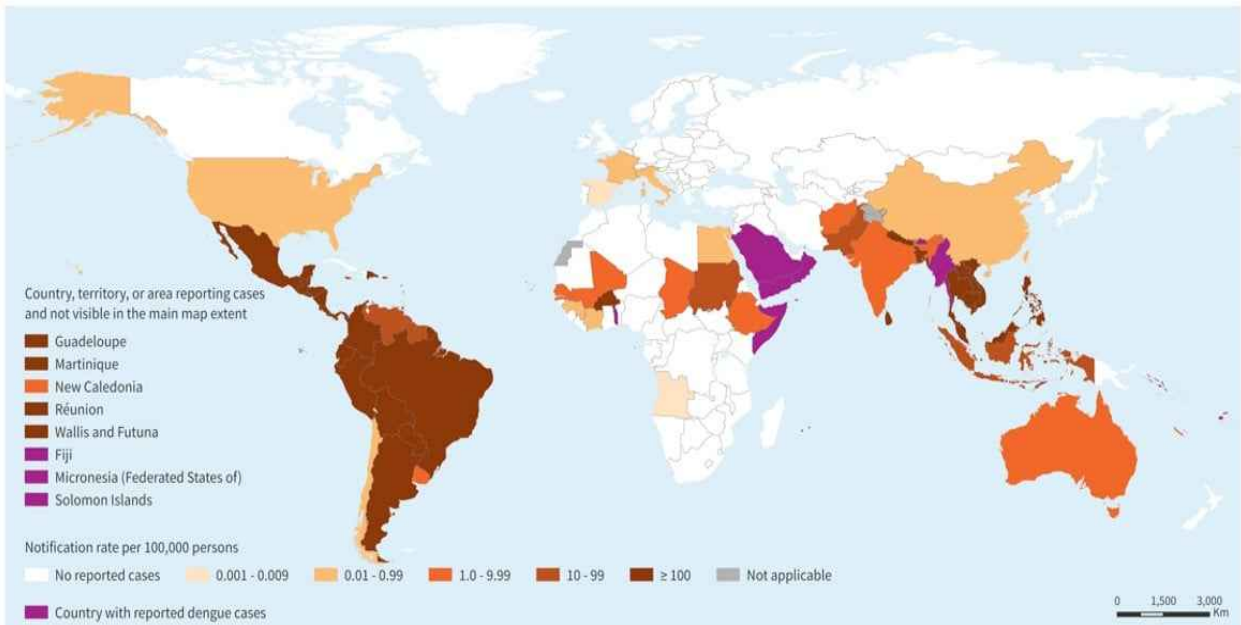 Country, territory, or area reporting cases
and not visible in the main map extent
Guadeloupe
Martinique
New Caledonia
Réunion
Wallis and Futuna
Fiji
Micronesia (Federated States of)
Solomon Islands
Notification rate per 100,000 persons
No reported cases 0.001 - 0.009 0.01 - 0.99 1.0 - 9.99 10 - 99 ≥ 100 Not applicable
Country with reported dengue cases
0 1,500 3,000
Km